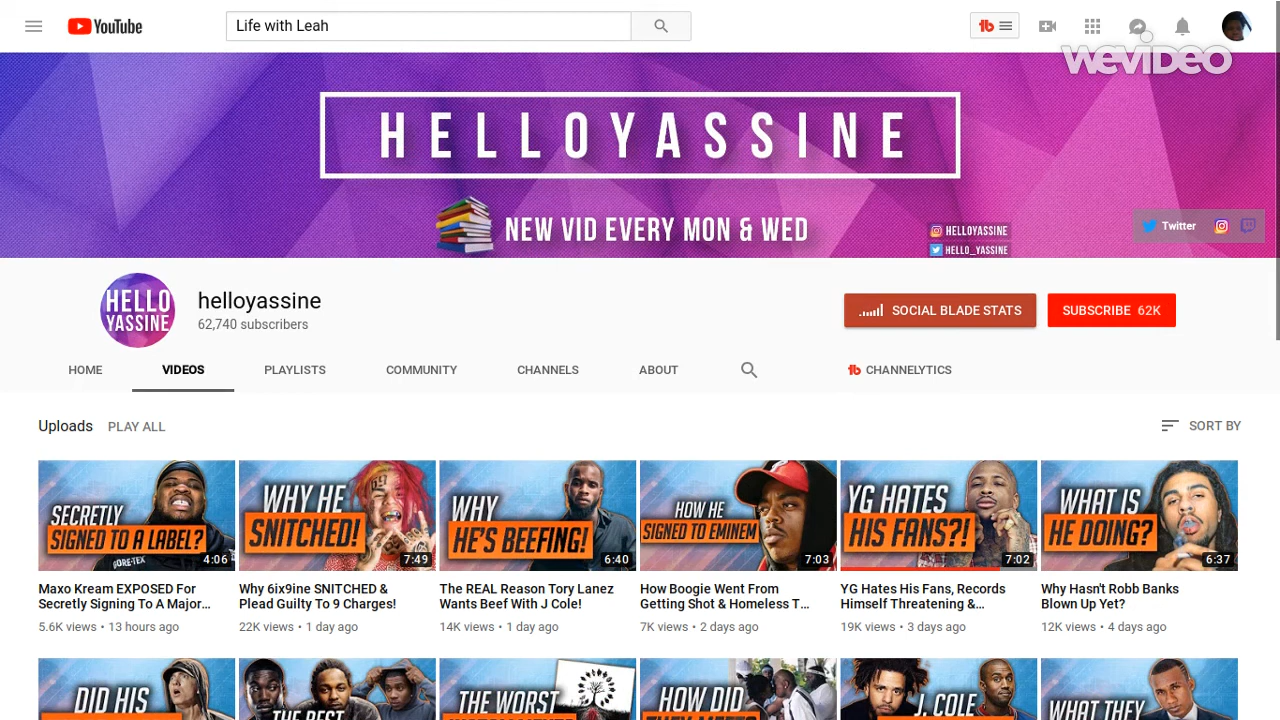 YouTube
Life with Leah
WeVideo
HELLOYASSINE
NEW VID EVERY MON & WED
HELLOYASSINE
HELLO_YASSINE
Twitter
HELLO
YASSINE
helloyassine
62,740 subscribers
SOCIAL BLADE STATS
SUBSCRIBE 62K
HOME
VIDEOS
PLAYLISTS
COMMUNITY
CHANNELS
ABOUT
CHANNELYTICS
Uploads
PLAY ALL
SORT BY
SECRETLY
SIGNED TO A LABEL?
4:06
WHY HE
SNITCHED!
7:49
WHY
HE'S BEEFING!
6:40
HOW HE
SIGNED TO EMINEM
7:03
YG HATES
HIS FANS?!
7:02
WHAT IS
HE DOING?
6:37
Maxo Kream EXPOSED For
Secretly Signing To A Major...
5.6K views • 13 hours ago
Why 6ix9ine SNITCHED &
Plead Guilty To 9 Charges!
22K views • 1 day ago
The REAL Reason Tory Lanez
Wants Beef With J Cole!
14K views • 1 day ago
How Boogie Went From
Getting Shot & Homeless T...
7K views • 2 days ago
YG Hates His Fans, Records
Himself Threatening &...
19K views • 3 days ago
Why Hasn't Robb Banks
Blown Up Yet?
12K views • 4 days ago
DID HIS
THE BEST
THE WORST
HOW DID
THEY MEET?
J. COLE
WHAT THEY